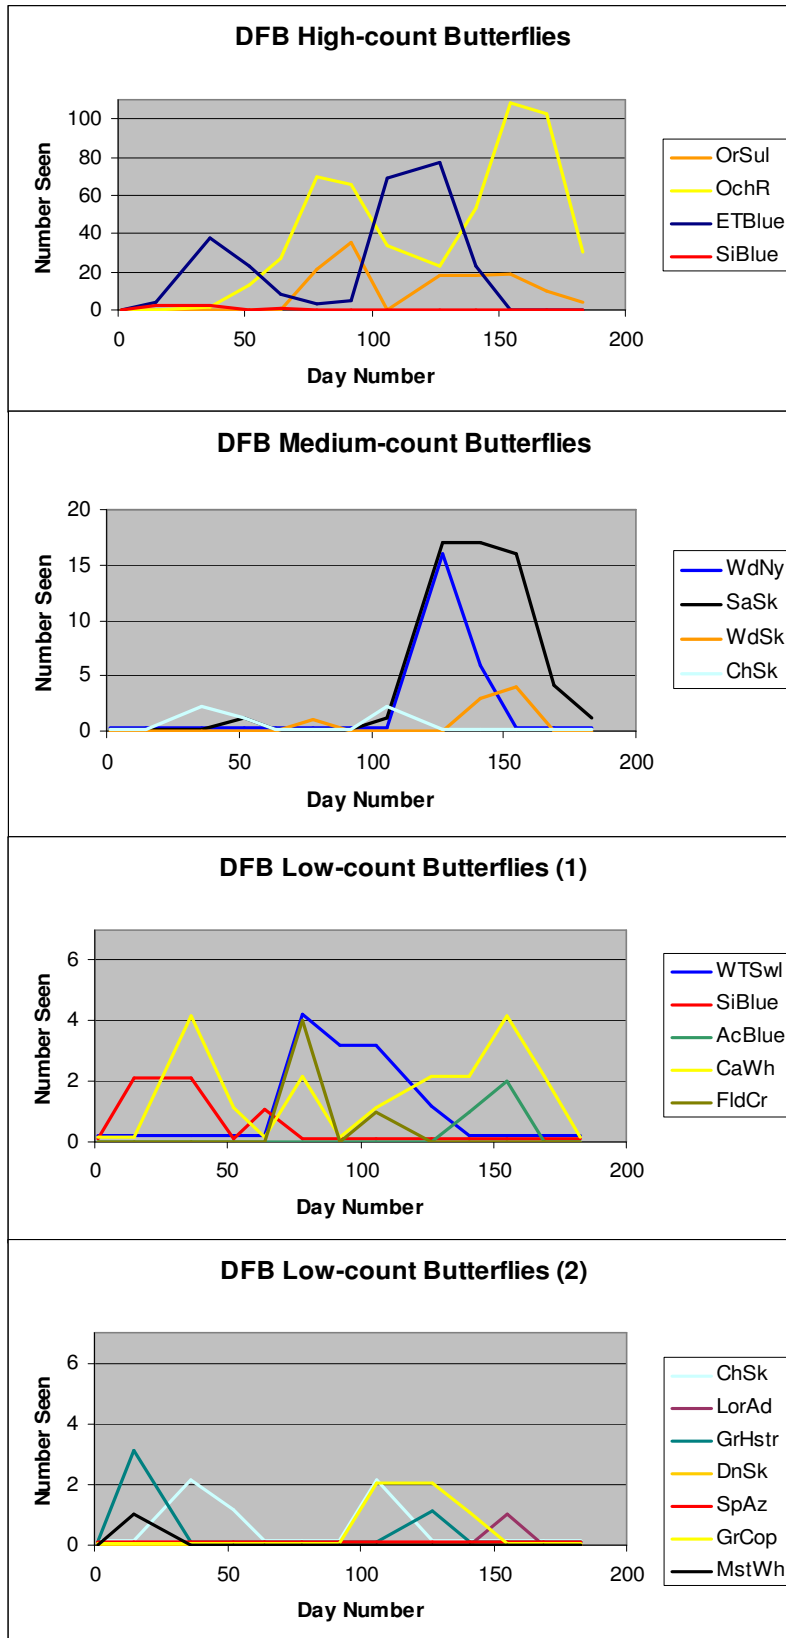 DFB High-count Butterflies
100
80
60
40
20
0
Number Seen
0 50 100 150 200
Day Number
OrSul
OchR
ETBlue
SiBlue
DFB Medium-count Butterflies
20
15
10
5
0
Number Seen
0 50 100 150 200
Day Number
WdNy
SaSk
WdSk
ChSk
DFB Low-count Butterflies (1)
6
4
2
0
Number Seen
0 50 100 150 200
Day Number
WTSwl
SiBlue
AcBlue
CaWh
FldCr
DFB Low-count Butterflies (2)
6
4
2
0
Number Seen
0 50 100 150 200
Day Number
ChSk
LorAd
GrHstr
DnSk
SpAz
GrCop
MstWh